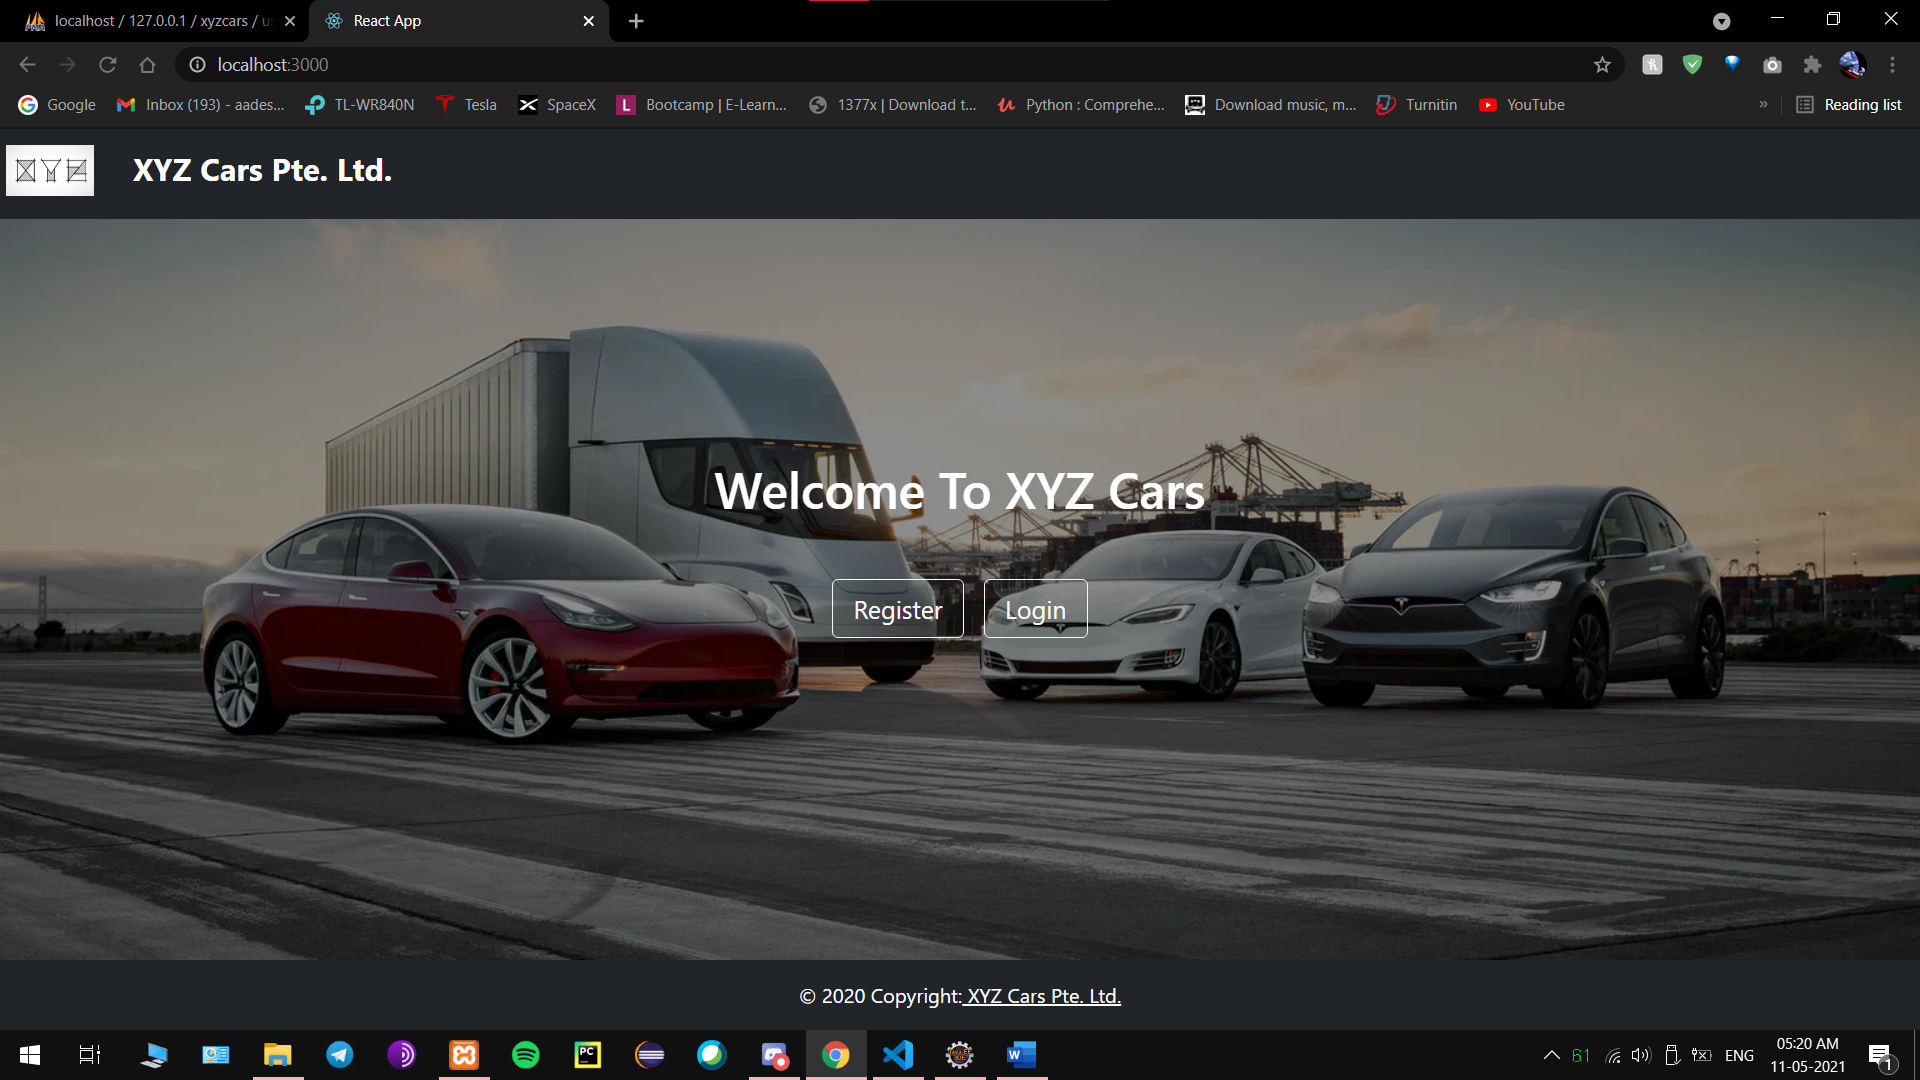 localhost / 127.0.0.1 / xyzcars / u
React App
localhost:3000
Google
Inbox (193) - aades...
TL-WR840N
Tesla
SpaceX
L
Bootcamp | E-Learn...
1377x | Download t...
Python : Comprehe...
Download music, m...
Turnitin
YouTube
»
Reading list
XYZ
XYZ Cars Pte. Ltd.
Welcome To XYZ Cars
Register
Login
© 2020 Copyright: XYZ Cars Pte. Ltd.
PC
W
61
ENG
05:20 AM
11-05-2021
1